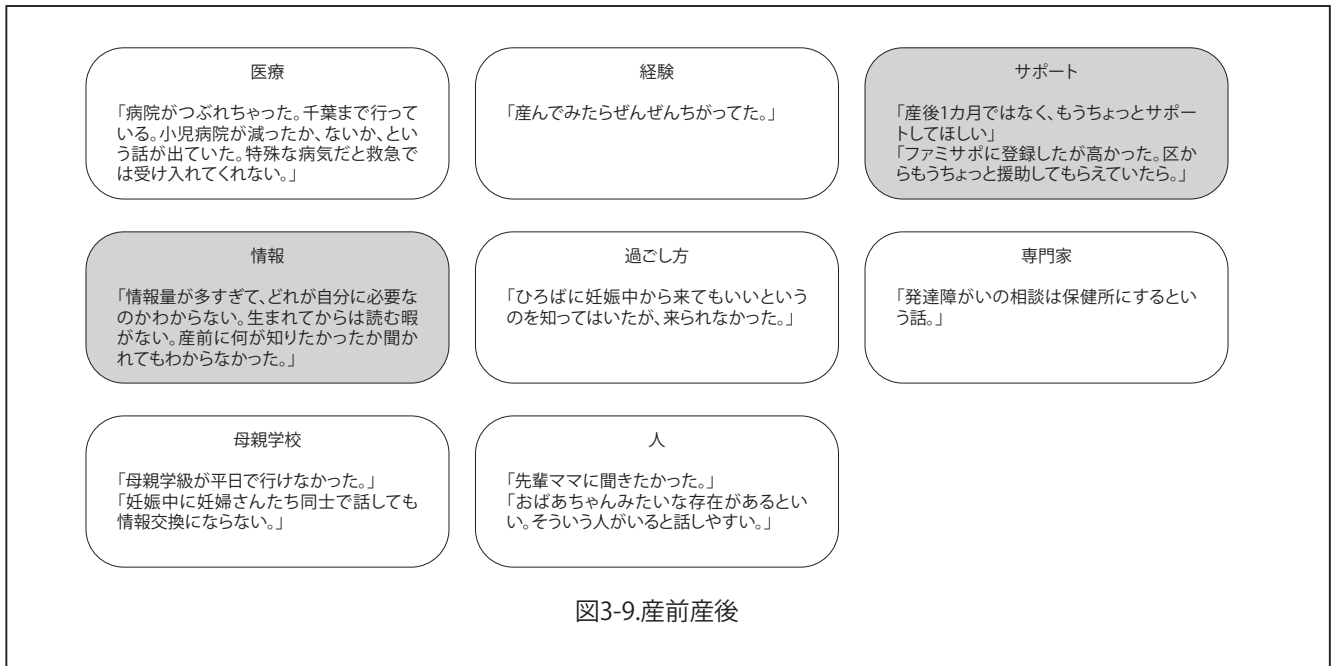 医療
「病院がつぶれちゃった。千葉まで行って
いる。小児病院が減ったか、ないか、とい
う話が出ていた。特殊な病気だと救急で
は受け入れてくれない。」
経験
「産んでみたらぜんぜんちがってた。」
サポート
「産後1カ月ではなく、もうちょっとサポー
トしてほしい」
「ファミサポに登録したが高かった。区か
らもうちょっと援助してもらえていたら。」
情報
「情報量が多すぎて、どれが自分に必要な
のかわからない。生まれてからは読む暇
がない。産前に何が知りたかったか聞か
れてもわからなかった。」
過ごし方
「ひろばに妊娠中から来てもいいという
のを知ってはいたが、来られなかった。」
専門家
「発達障がいの相談は保健所にするとい
う話。」
母親学校
「母親学級が平日で行けなかった。」
「妊娠中に妊婦さんたち同士で話しても
情報交換にならない。」
人
「先輩ママに聞きたかった。」
「おばあちゃんみたいな存在があるとい
い。そういう人がいると話しやすい。」
図3-9.産前産後